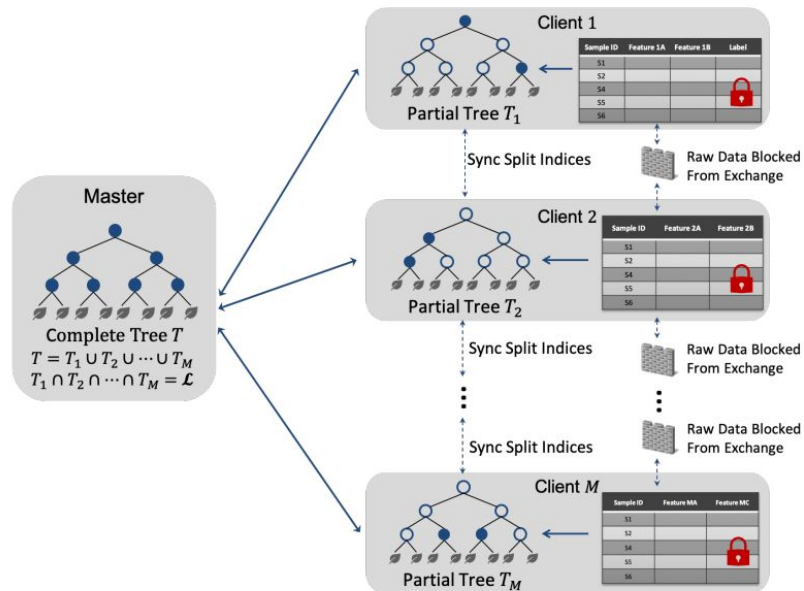 Client 1
Sample ID Feature 1A Feature 1B Label
S1
S2
S4
S5
S6
Partial Tree T₁
Sync Split Indices
Raw Data Blocked
From Exchange
Master
Complete Tree T
T = T₁ ∪ T₂ ∪ ⋯ ∪ T_M
T₁ ∩ T₂ ∩ ⋯ ∩ T_M = 𝓛
Client 2
Sample ID Feature 2A Feature 2B
S1
S2
S4
S5
S6
Partial Tree T₂
Sync Split Indices
Raw Data Blocked
From Exchange
Sync Split Indices
Raw Data Blocked
From Exchange
Client M
Sample ID Feature MA Feature MC
S1
S2
S4
S5
S6
Partial Tree T_M